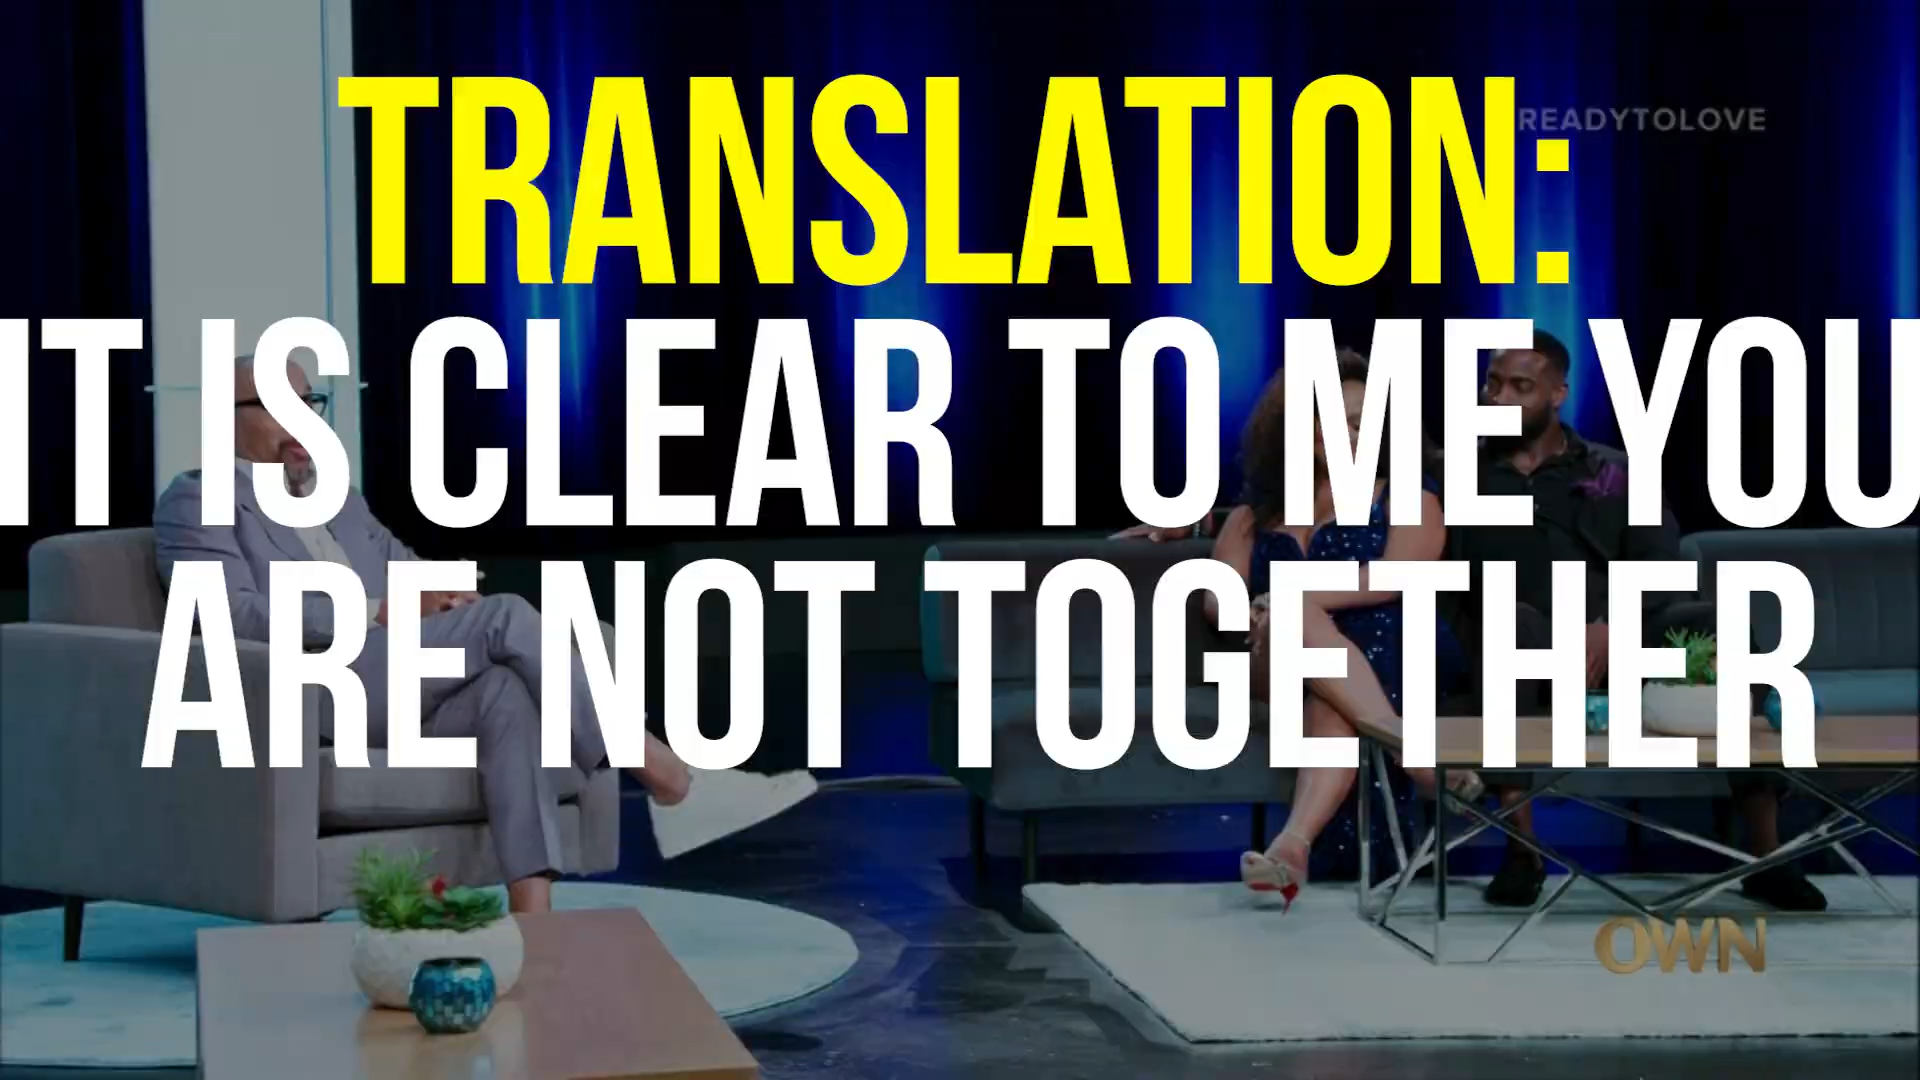 READYTOLOVE
TRANSLATION:
IT IS CLEAR TO ME YOU
ARE NOT TOGETHER
OWN